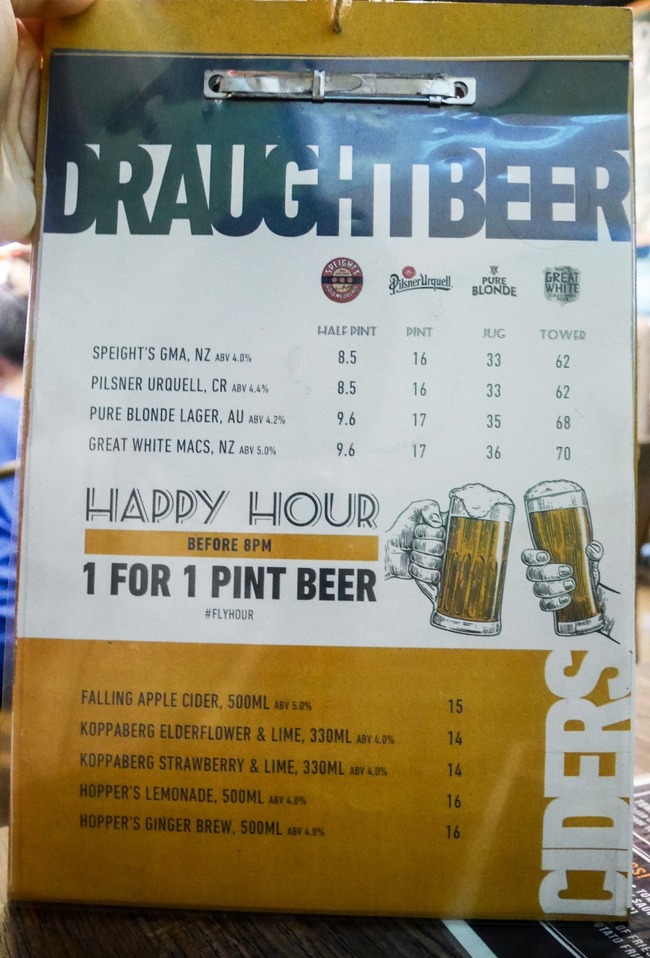 DRAUGHTBEER
SPEIGHT'S
Pilsner Urquell
PURE BLONDE
MAC'S GREAT WHITE
HALF PINT PINT JUG TOWER
SPEIGHT'S GMA, NZ ABV 4.0% 8.5 16 33 62
PILSNER URQUELL, CR ABV 4.4% 8.5 16 33 62
PURE BLONDE LAGER, AU ABV 4.2% 9.6 17 35 68
GREAT WHITE MACS, NZ ABV 5.0% 9.6 17 36 70
HAPPY HOUR
BEFORE 8PM
1 FOR 1 PINT BEER
#FLYHOUR
CIDERS
FALLING APPLE CIDER, 500ML ABV 5.0% 15
KOPPABERG ELDERFLOWER & LIME, 330ML ABV 4.0% 14
KOPPABERG STRAWBERRY & LIME, 330ML ABV 4.0% 14
HOPPER'S LEMONADE, 500ML ABV 4.0% 16
HOPPER'S GINGER BREW, 500ML ABV 4.0% 16